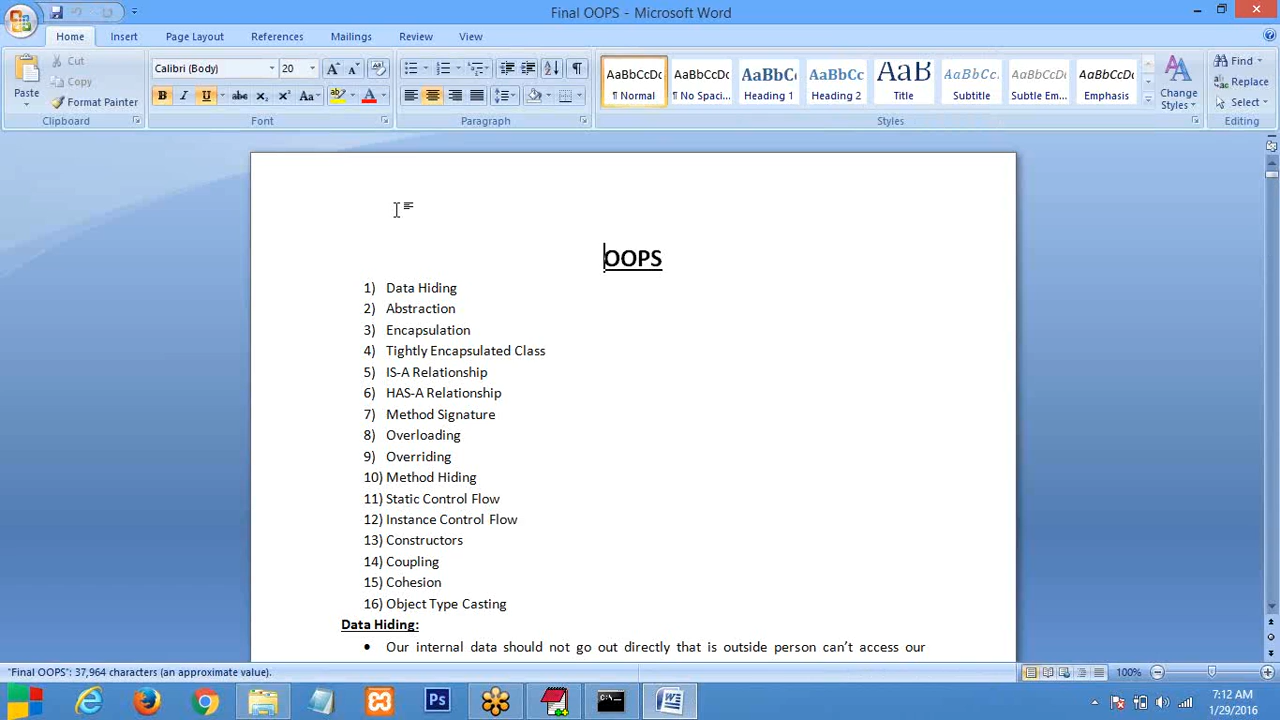 Final OOPS - Microsoft Word
Home Insert Page Layout References Mailings Review View
Paste
Cut
Copy
Format Painter
Clipboard
Calibri (Body) 20
Font
Paragraph
AaBbCcDc AaBbCcDc AaBbC AaBbCc AaB AaBbCc. AaBbCcDc AaBbCcDc
¶ Normal ¶ No Spaci... Heading 1 Heading 2 Title Subtitle Subtle Em... Emphasis
Change Styles
Styles
Find
Replace
Select
Editing
OOPS
1) Data Hiding
2) Abstraction
3) Encapsulation
4) Tightly Encapsulated Class
5) IS-A Relationship
6) HAS-A Relationship
7) Method Signature
8) Overloading
9) Overriding
10) Method Hiding
11) Static Control Flow
12) Instance Control Flow
13) Constructors
14) Coupling
15) Cohesion
16) Object Type Casting
Data Hiding:
• Our internal data should not go out directly that is outside person can’t access our
"Final OOPS": 37,964 characters (an approximate value).
100%
Ps
7:12 AM
1/29/2016